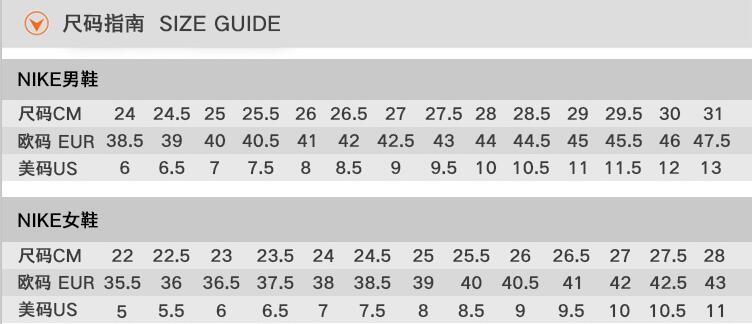 尺码指南 SIZE GUIDE
NIKE男鞋
尺码CM 24 24.5 25 25.5 26 26.5 27 27.5 28 28.5 29 29.5 30 31
欧码 EUR 38.5 39 40 40.5 41 42 42.5 43 44 44.5 45 45.5 46 47.5
美码US 6 6.5 7 7.5 8 8.5 9 9.5 10 10.5 11 11.5 12 13
NIKE女鞋
尺码CM 22 22.5 23 23.5 24 24.5 25 25.5 26 26.5 27 27.5 28
欧码 EUR 35.5 36 36.5 37.5 38 38.5 39 40 40.5 41 42 42.5 43
美码US 5 5.5 6 6.5 7 7.5 8 8.5 9 9.5 10 10.5 11